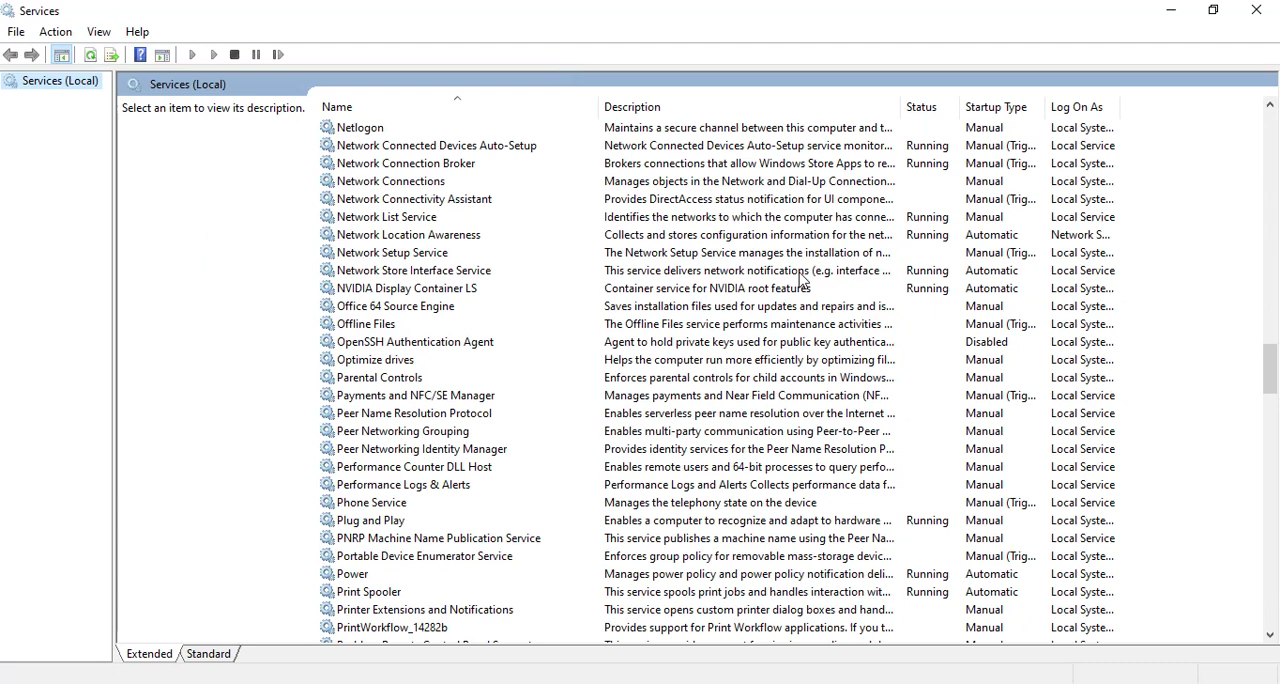 Services
File Action View Help
Services (Local)
Services (Local)
Select an item to view its description.
Name Description Status Startup Type Log On As
Netlogon Maintains a secure channel between this computer and t... Manual Local Syste...
Network Connected Devices Auto-Setup Network Connected Devices Auto-Setup service monitor... Running Manual (Trig... Local Service
Network Connection Broker Brokers connections that allow Windows Store Apps to re... Running Manual (Trig... Local Syste...
Network Connections Manages objects in the Network and Dial-Up Connection... Manual Local Syste...
Network Connectivity Assistant Provides DirectAccess status notification for UI compone... Manual (Trig... Local Syste...
Network List Service Identifies the networks to which the computer has conne... Running Manual Local Service
Network Location Awareness Collects and stores configuration information for the net... Running Automatic Network S...
Network Setup Service The Network Setup Service manages the installation of n... Manual (Trig... Local Syste...
Network Store Interface Service This service delivers network notifications (e.g. interface ... Running Automatic Local Service
NVIDIA Display Container LS Container service for NVIDIA root features Running Automatic Local Syste...
Office 64 Source Engine Saves installation files used for updates and repairs and is... Manual Local Syste...
Offline Files The Offline Files service performs maintenance activities ... Manual (Trig... Local Syste...
OpenSSH Authentication Agent Agent to hold private keys used for public key authentica... Disabled Local Syste...
Optimize drives Helps the computer run more efficiently by optimizing fil... Manual Local Syste...
Parental Controls Enforces parental controls for child accounts in Windows... Manual Local Syste...
Payments and NFC/SE Manager Manages payments and Near Field Communication (NF... Manual (Trig... Local Service
Peer Name Resolution Protocol Enables serverless peer name resolution over the Internet ... Manual Local Service
Peer Networking Grouping Enables multi-party communication using Peer-to-Peer ... Manual Local Service
Peer Networking Identity Manager Provides identity services for the Peer Name Resolution P... Manual Local Service
Performance Counter DLL Host Enables remote users and 64-bit processes to query perfo... Manual Local Service
Performance Logs & Alerts Performance Logs and Alerts Collects performance data f... Manual Local Service
Phone Service Manages the telephony state on the device Manual (Trig... Local Service
Plug and Play Enables a computer to recognize and adapt to hardware ... Running Manual Local Syste...
PNRP Machine Name Publication Service This service publishes a machine name using the Peer Na... Manual Local Service
Portable Device Enumerator Service Enforces group policy for removable mass-storage devic... Manual (Trig... Local Syste...
Power Manages power policy and power policy notification deli... Running Automatic Local Syste...
Print Spooler This service spools print jobs and handles interaction wit... Running Automatic Local Syste...
Printer Extensions and Notifications This service opens custom printer dialog boxes and hand... Manual Local Syste...
PrintWorkflow_14282b Provides support for Print Workflow applications. If you t... Manual Local Syste...
Extended Standard